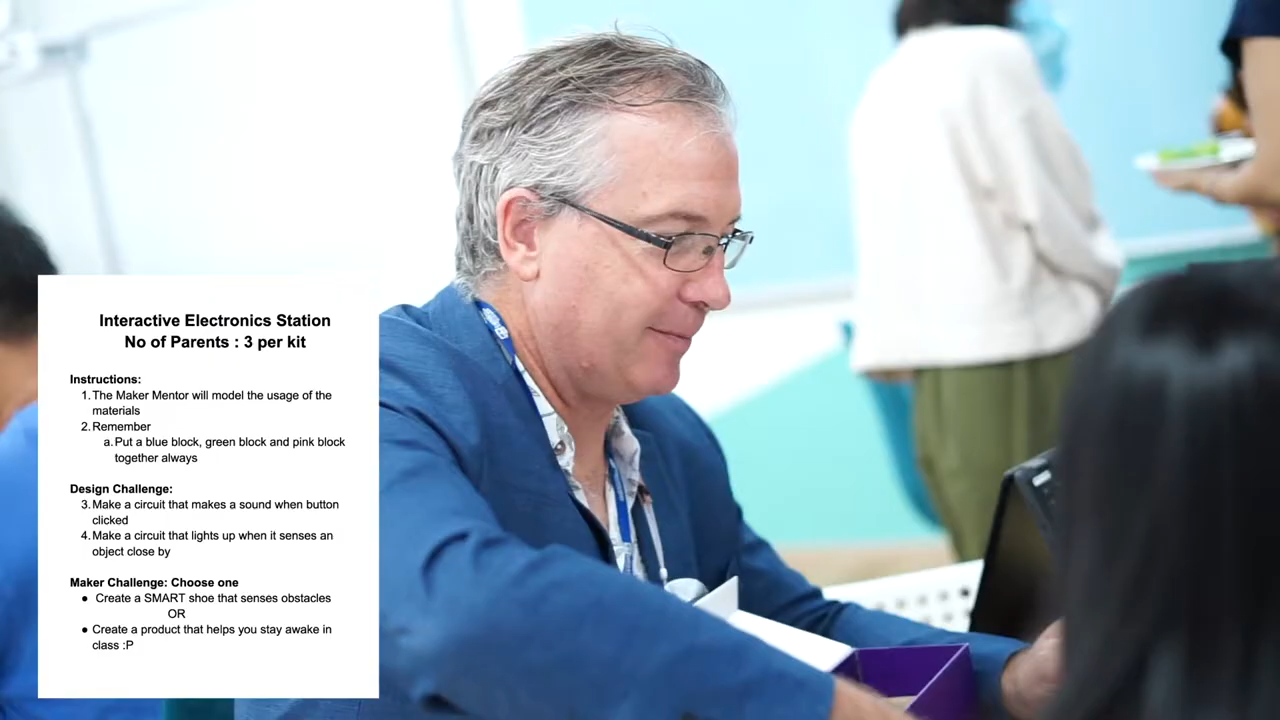 Interactive Electronics Station
No of Parents : 3 per kit
Instructions:
1. The Maker Mentor will model the usage of the
materials
2. Remember
a. Put a blue block, green block and pink block
together always
Design Challenge:
3. Make a circuit that makes a sound when button
clicked
4. Make a circuit that lights up when it senses an
object close by
Maker Challenge: Choose one
● Create a SMART shoe that senses obstacles
OR
● Create a product that helps you stay awake in
class :P